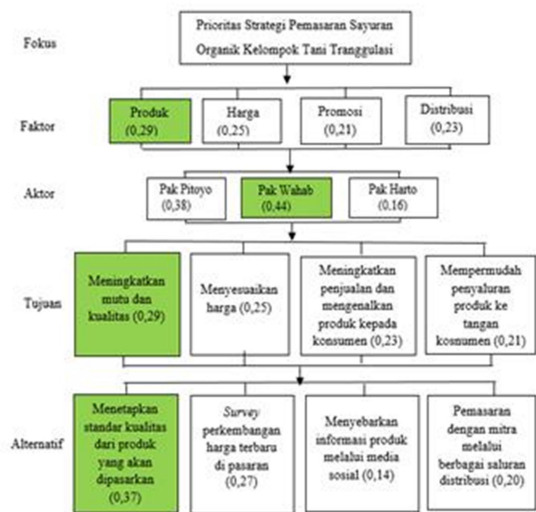 Fokus
Prioritas Strategi Pemasaran Sayuran
Organik Kelompok Tani Tranggulasi
Faktor
Produk
(0,29)
Harga
(0,25)
Promosi
(0,21)
Distribusi
(0,23)
Aktor
Pak Pitoyo
(0,38)
Pak Wahab
(0,44)
Pak Harto
(0,16)
Tujuan
Meningkatkan
mutu dan
kualitas (0,29)
Menyesuaikan
harga (0,25)
Meningkatkan
penjualan dan
mengenalkan
produk kepada
konsumen (0,23)
Mempermudah
penyaluran
produk ke
tangan
kosnumen (0,21)
Alternatif
Menetapkan
standar kualitas
dari produk
yang akan
dipasarkan
(0,37)
Survey
perkembangan
harga terbaru
di pasaran
(0,27)
Menyebarkan
informasi produk
melalui media
sosial (0,14)
Pemasaran
dengan mitra
melalui
berbagai saluran
distribusi (0,20)